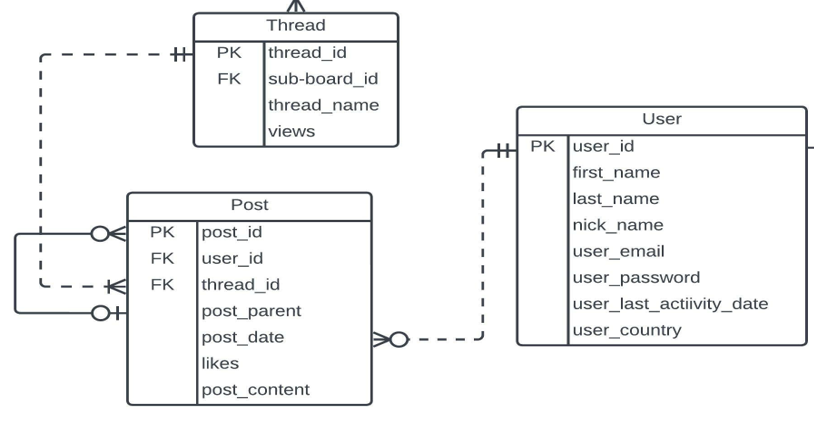 Thread
PK thread_id
FK sub-board_id
thread_name
views
User
PK user_id
first_name
last_name
nick_name
user_email
user_password
user_last_actiivity_date
user_country
Post
PK post_id
FK user_id
FK thread_id
post_parent
post_date
likes
post_content